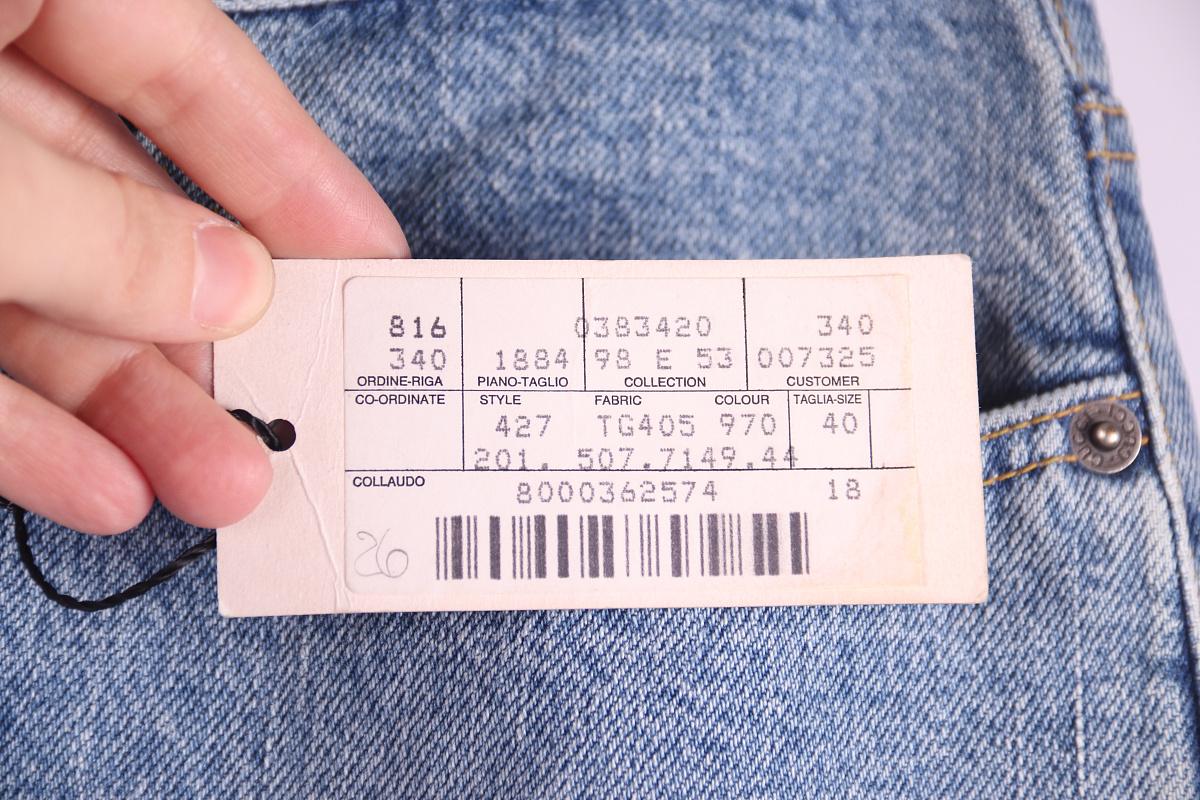 816 0383420 340
340 1884 98 E 53 007325
ORDINE-RIGA PIANO-TAGLIO COLLECTION CUSTOMER
CO-ORDINATE STYLE FABRIC COLOUR TAGLIA-SIZE
427 TG405 970 40
201. 507.7149.44
COLLAUDO 8000362574 18
26